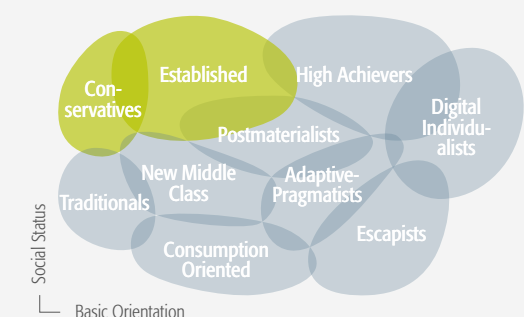 Established
High Achievers
Con-
servatives
Digital
Individu-
alists
Postmaterialists
New Middle
Class
Adaptive-
Pragmatists
Traditionals
Escapists
Consumption
Oriented
Social Status
Basic Orientation